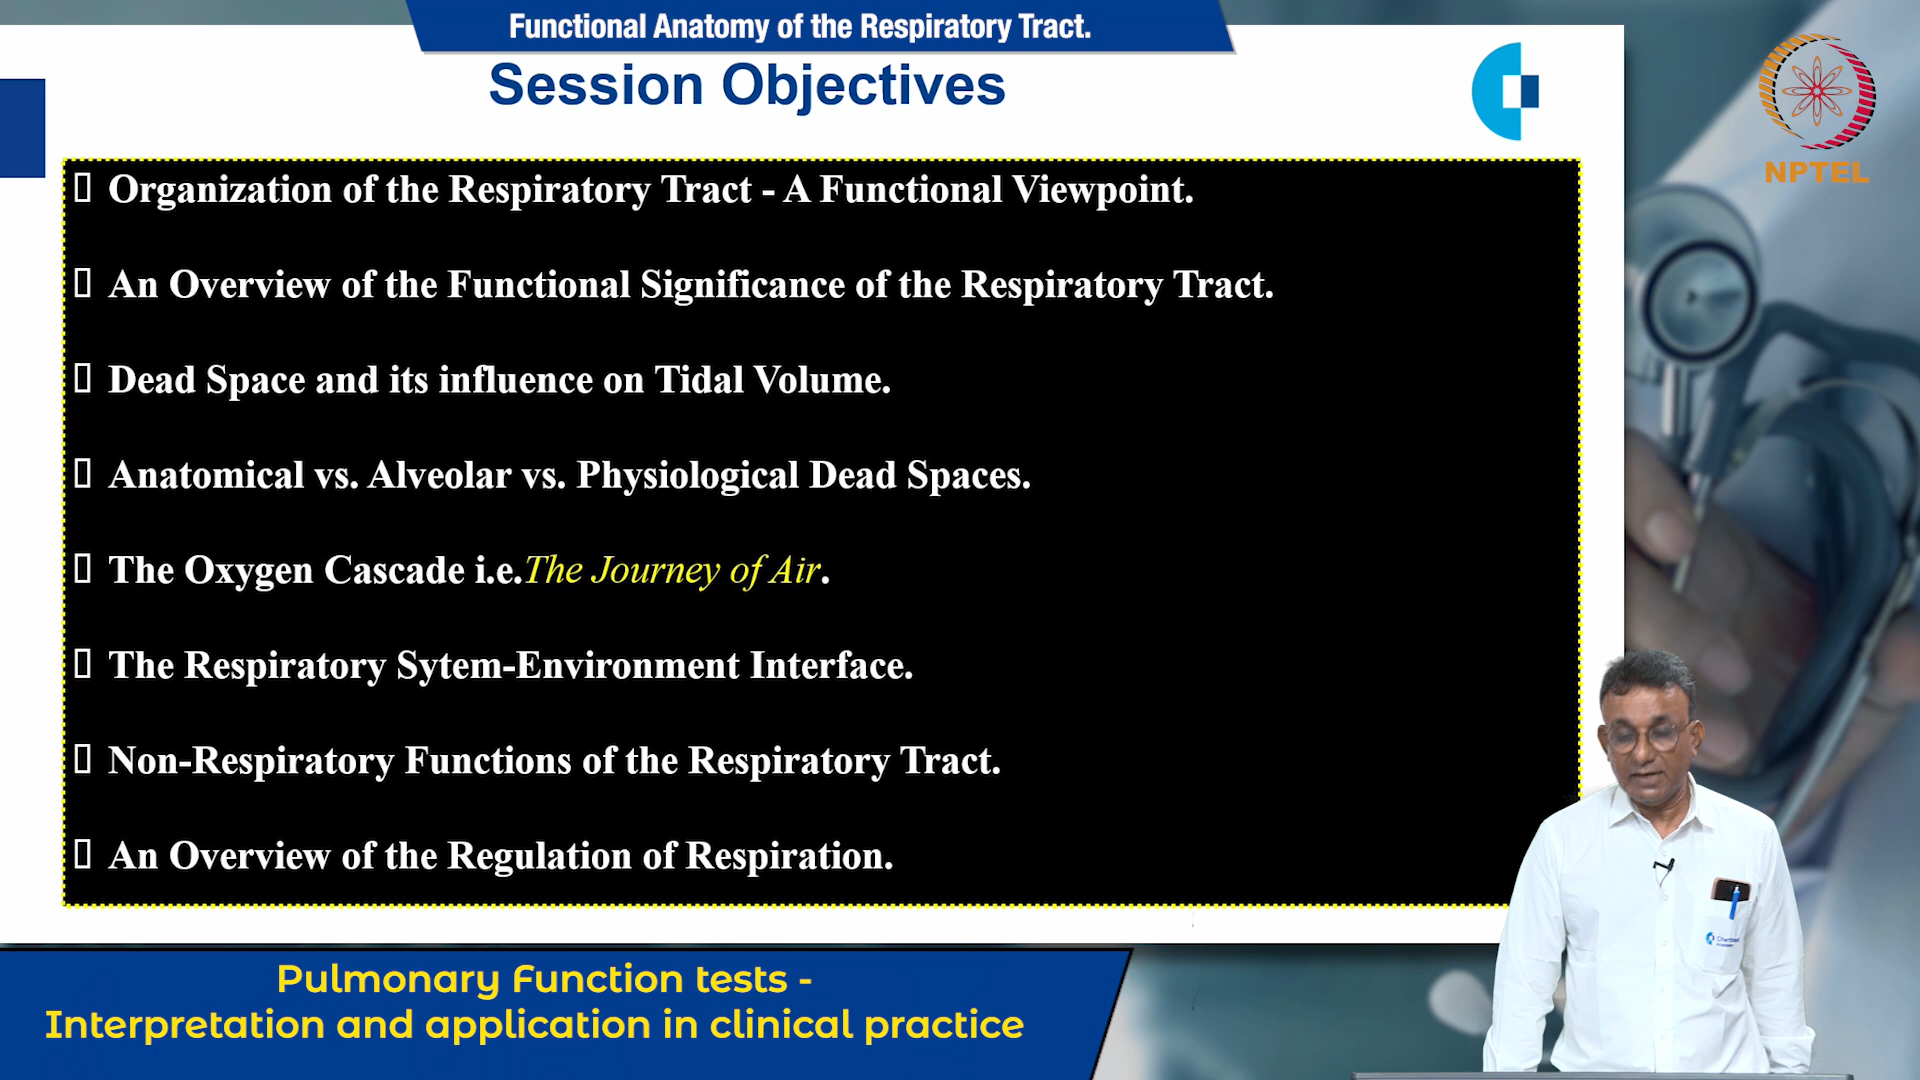 Functional Anatomy of the Respiratory Tract.
Session Objectives
NPTEL
Organization of the Respiratory Tract - A Functional Viewpoint.
An Overview of the Functional Significance of the Respiratory Tract.
Dead Space and its influence on Tidal Volume.
Anatomical vs. Alveolar vs. Physiological Dead Spaces.
The Oxygen Cascade i.e.The Journey of Air.
The Respiratory Sytem-Environment Interface.
Non-Respiratory Functions of the Respiratory Tract.
An Overview of the Regulation of Respiration.
Pulmonary Function tests -
Interpretation and application in clinical practice